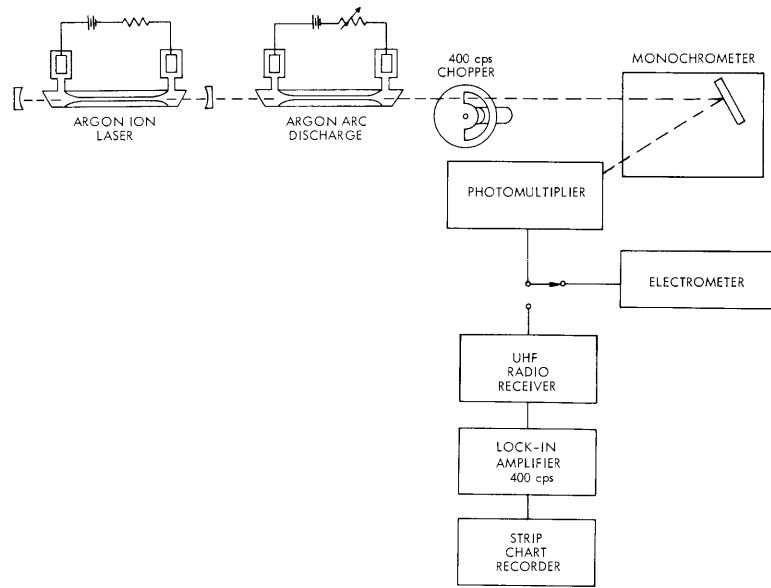 400 cps
CHOPPER
MONOCHROMETER
ARGON ION
LASER
ARGON ARC
DISCHARGE
PHOTOMULTIPLIER
ELECTROMETER
UHF
RADIO
RECEIVER
LOCK-IN
AMPLIFIER
400 cps
STRIP
CHART
RECORDER